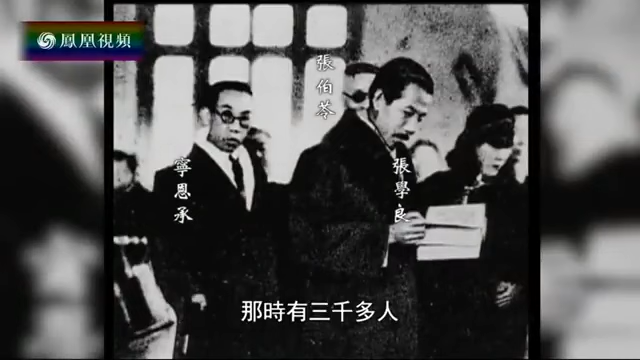 鳳凰視頻
張伯苓
寧恩承
張學良
那時有三千多人